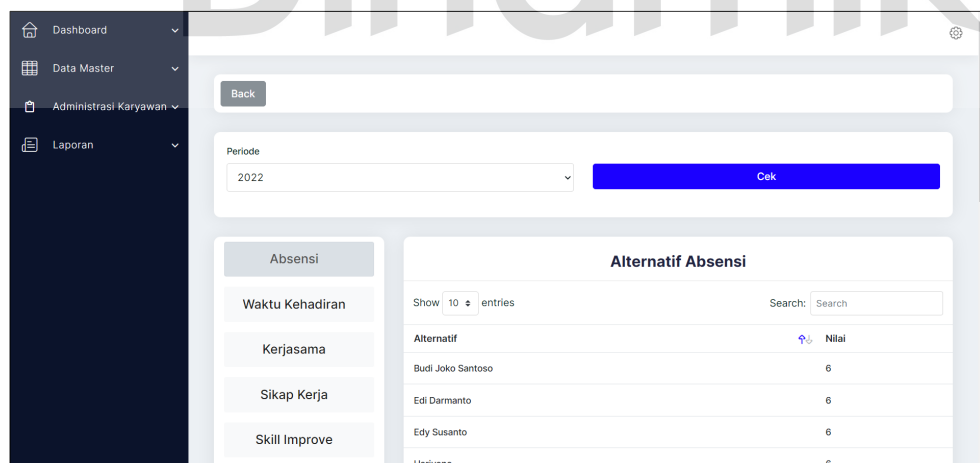 Dashboard
Data Master
Administrasi Karyawan
Laporan
Back
Periode
2022
Cek
Absensi
Waktu Kehadiran
Kerjasama
Sikap Kerja
Skill Improve
Alternatif Absensi
Show 10 entries
Search: Search
Alternatif Nilai
Budi Joko Santoso 6
Edi Darmanto 6
Edy Susanto 6